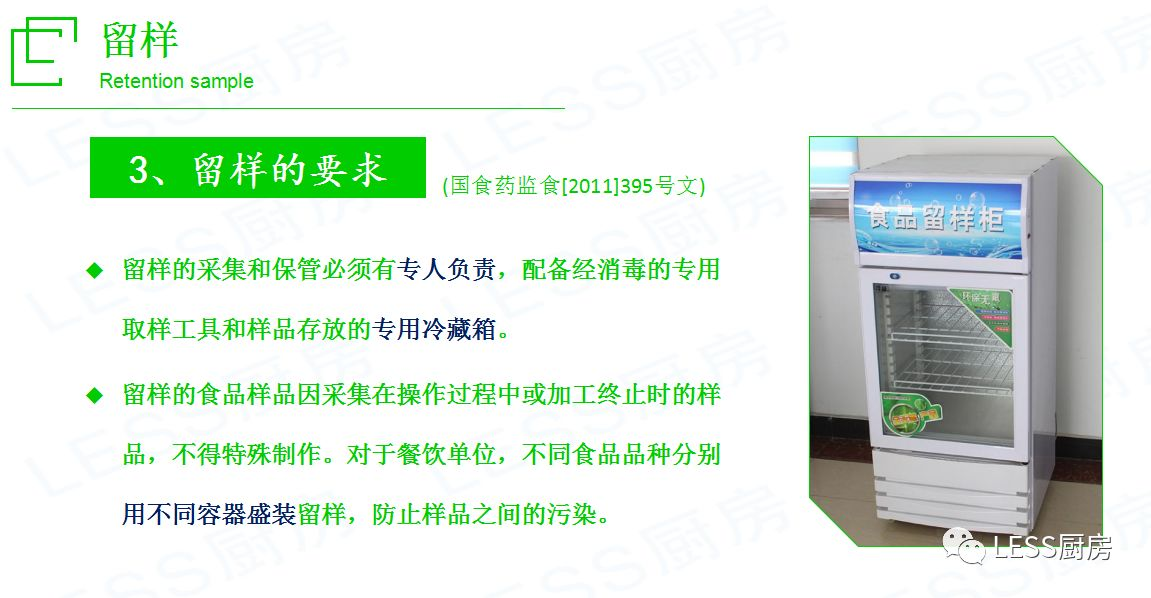 留样
Retention sample
3、留样的要求
(国食药监食[2011]395号文)
◆ 留样的采集和保管必须有专人负责，配备经消毒的专用
取样工具和样品存放的专用冷藏箱。
◆ 留样的食品样品因采集在操作过程中或加工终止时的样
品，不得特殊制作。对于餐饮单位，不同食品品种分别
用不同容器盛装留样，防止样品之间的污染。
食品留样柜
环保无氟
LESS厨房